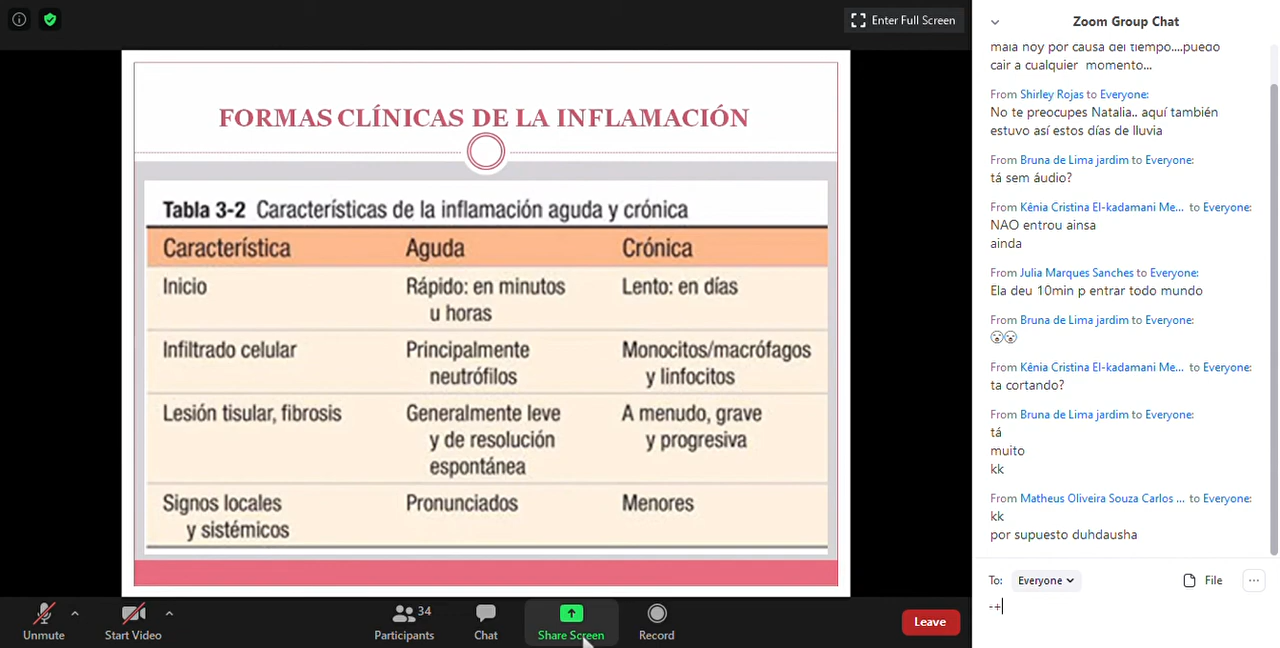 Enter Full Screen
FORMAS CLÍNICAS DE LA INFLAMACIÓN
Tabla 3-2 Características de la inflamación aguda y crónica
Característica Aguda Crónica
Inicio Rápido: en minutos Lento: en días
u horas
Infiltrado celular Principalmente Monocitos/macrófagos
neutrófilos y linfocitos
Lesión tisular, fibrosis Generalmente leve A menudo, grave
y de resolución y progresiva
espontánea
Signos locales Pronunciados Menores
y sistémicos
Unmute
Start Video
34
Participants
Chat
Share Screen
Record
Leave
Zoom Group Chat
mala hoy por causa del tiempo....puedo
cair a cualquier momento...
From Shirley Rojas to Everyone:
No te preocupes Natalia.. aquí también
estuvo así estos días de lluvia
From Bruna de Lima jardim to Everyone:
tá sem áudio?
From Kênia Cristina El-kadamani Me... to Everyone:
NAO entrou ainsa
ainda
From Julia Marques Sanches to Everyone:
Ela deu 10min p entrar todo mundo
From Bruna de Lima jardim to Everyone:
From Kênia Cristina El-kadamani Me... to Everyone:
ta cortando?
From Bruna de Lima jardim to Everyone:
tá
muito
kk
From Matheus Oliveira Souza Carlos ... to Everyone:
kk
por supuesto duhdausha
To: Everyone File ...
-+